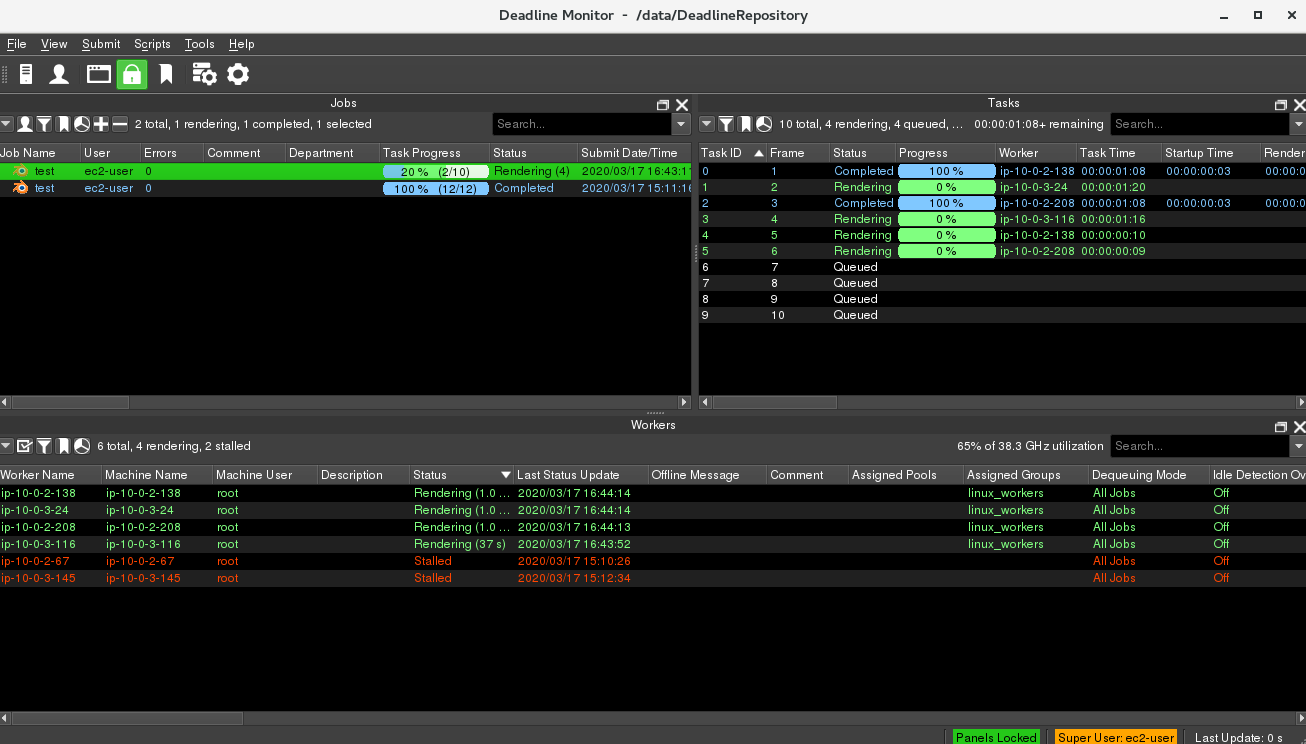 Deadline Monitor - /data/DeadlineRepository
File View Submit Scripts Tools Help
Jobs
2 total, 1 rendering, 1 completed, 1 selected Search...
Job Name User Errors Comment Department Task Progress Status Submit Date/Time
test ec2-user 0 20 % (2/10) Rendering (4) 2020/03/17 16:43:11
test ec2-user 0 100 % (12/12) Completed 2020/03/17 15:11:16
Tasks
10 total, 4 rendering, 4 queued, ... 00:00:01:08+ remaining Search...
Task ID Frame Status Progress Worker Task Time Startup Time Render
0 1 Completed 100 % ip-10-0-2-138 00:00:01:08 00:00:00:03 00:00:0
1 2 Rendering 0 % ip-10-0-3-24 00:00:01:20
2 3 Completed 100 % ip-10-0-2-208 00:00:01:08 00:00:00:03 00:00:0
3 4 Rendering 0 % ip-10-0-3-116 00:00:01:16
4 5 Rendering 0 % ip-10-0-2-138 00:00:00:10
5 6 Rendering 0 % ip-10-0-2-208 00:00:00:09
6 7 Queued
7 8 Queued
8 9 Queued
9 10 Queued
Workers
6 total, 4 rendering, 2 stalled 65% of 38.3 GHz utilization Search...
Worker Name Machine Name Machine User Description Status Last Status Update Offline Message Comment Assigned Pools Assigned Groups Dequeuing Mode Idle Detection Ov
ip-10-0-2-138 ip-10-0-2-138 root Rendering (1.0 ... 2020/03/17 16:44:14 linux_workers All Jobs Off
ip-10-0-3-24 ip-10-0-3-24 root Rendering (1.0 ... 2020/03/17 16:44:14 linux_workers All Jobs Off
ip-10-0-2-208 ip-10-0-2-208 root Rendering (1.0 ... 2020/03/17 16:44:13 linux_workers All Jobs Off
ip-10-0-3-116 ip-10-0-3-116 root Rendering (37 s) 2020/03/17 16:43:52 linux_workers All Jobs Off
ip-10-0-2-67 ip-10-0-2-67 root Stalled 2020/03/17 15:10:26 All Jobs Off
ip-10-0-3-145 ip-10-0-3-145 root Stalled 2020/03/17 15:12:34 All Jobs Off
Panels Locked Super User: ec2-user Last Update: 0 s